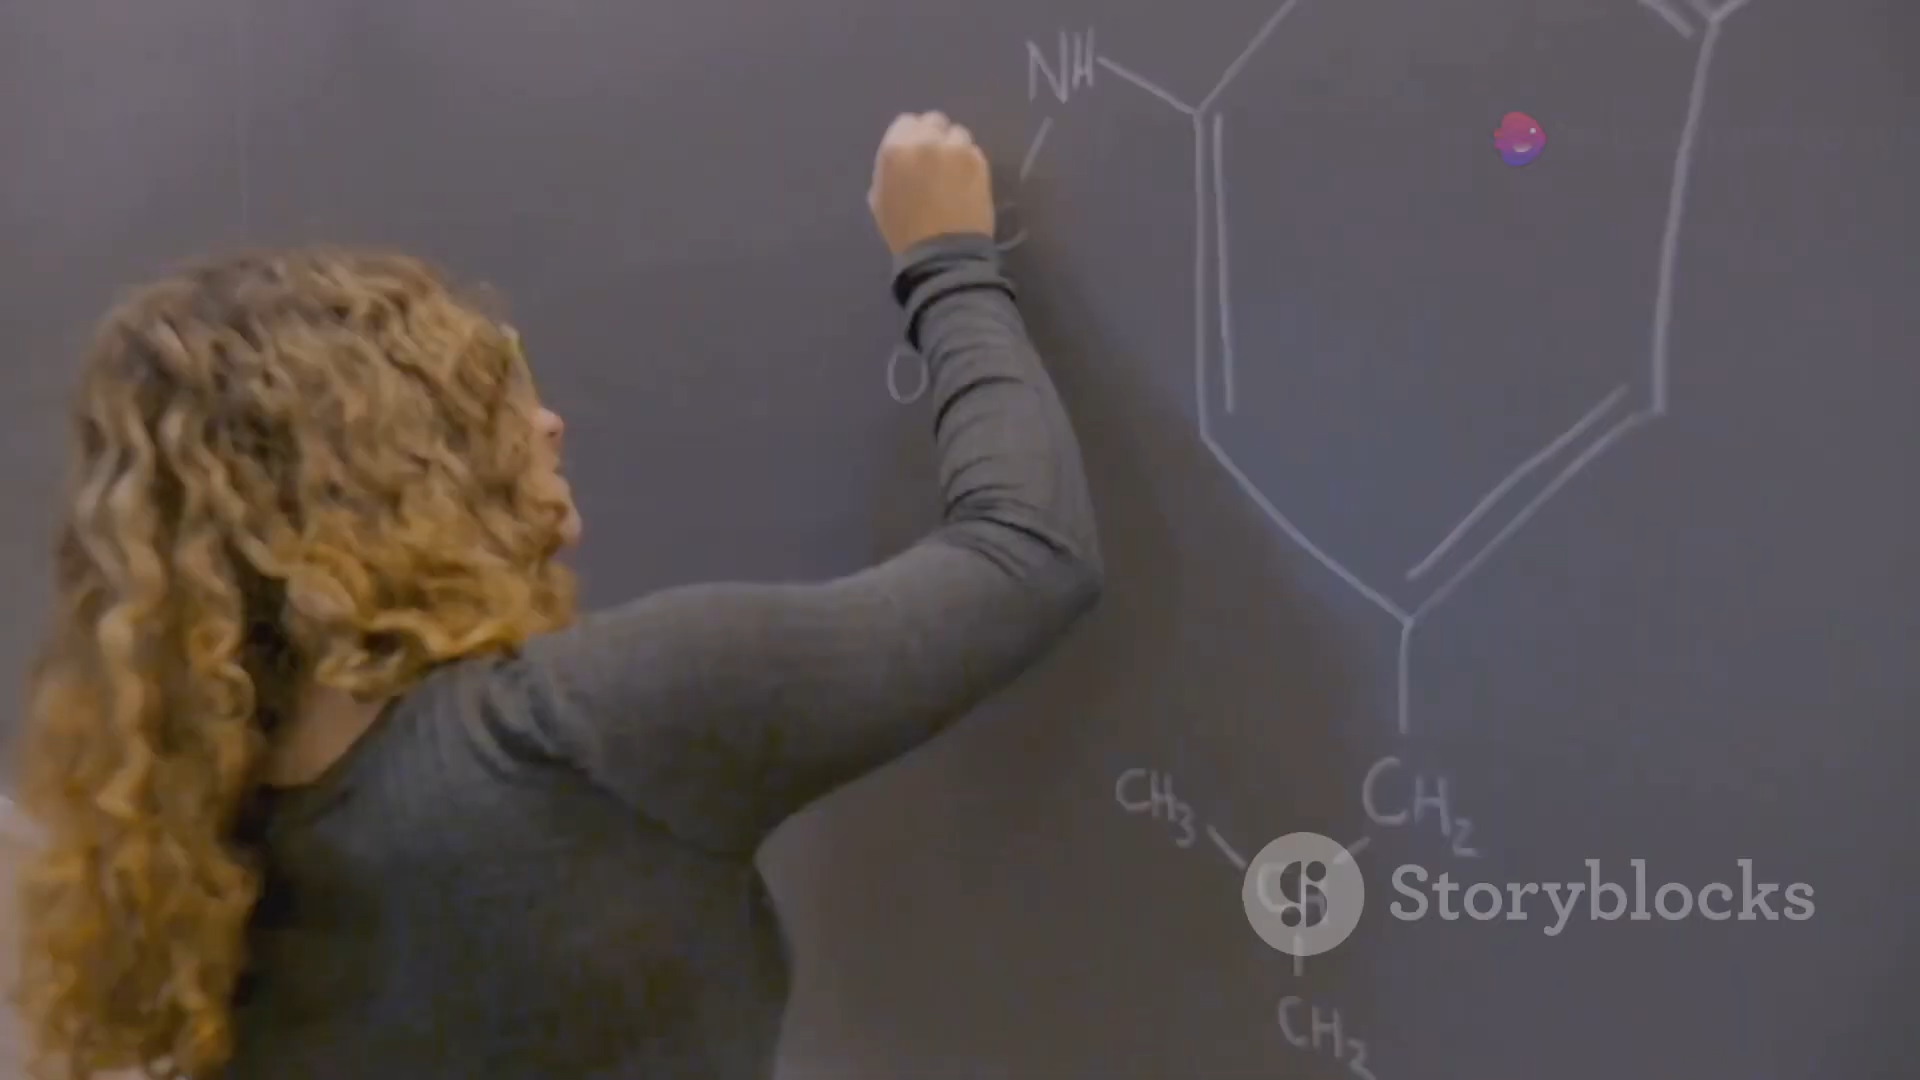 NH
O
CH3
CH2
Storyblocks
CH2